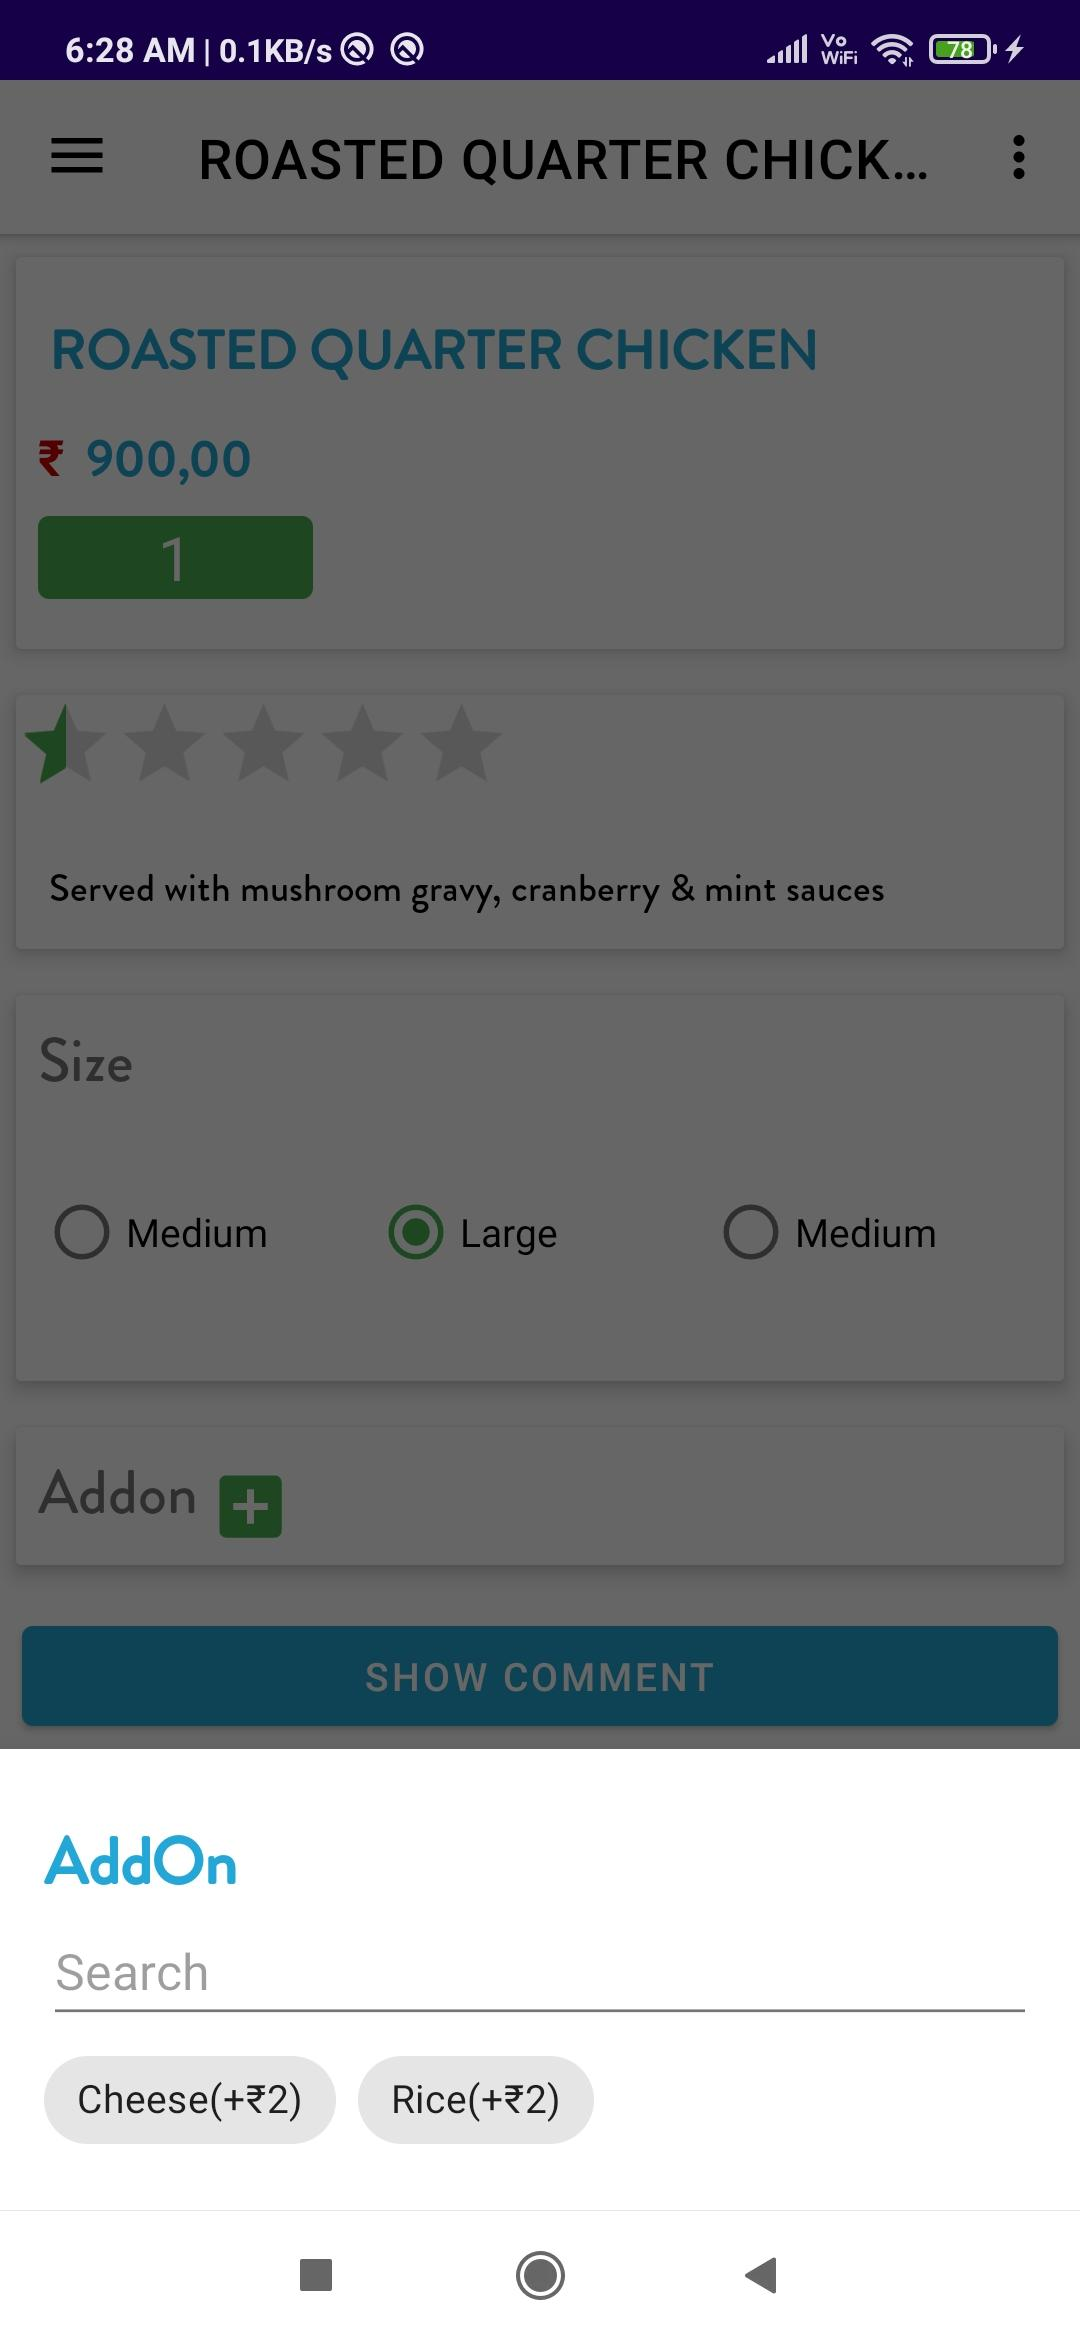 6:28 AM | 0.1KB/s Vo WiFi 78
ROASTED QUARTER CHICK...
ROASTED QUARTER CHICKEN
₹ 900,00
1
Served with mushroom gravy, cranberry & mint sauces
Size
Medium Large Medium
Addon +
SHOW COMMENT
AddOn
Search
Cheese(+₹2) Rice(+₹2)